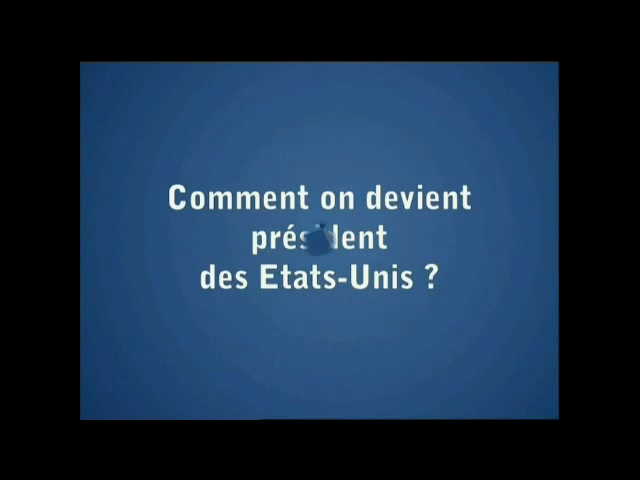 Comment on devient
président
des Etats-Unis ?